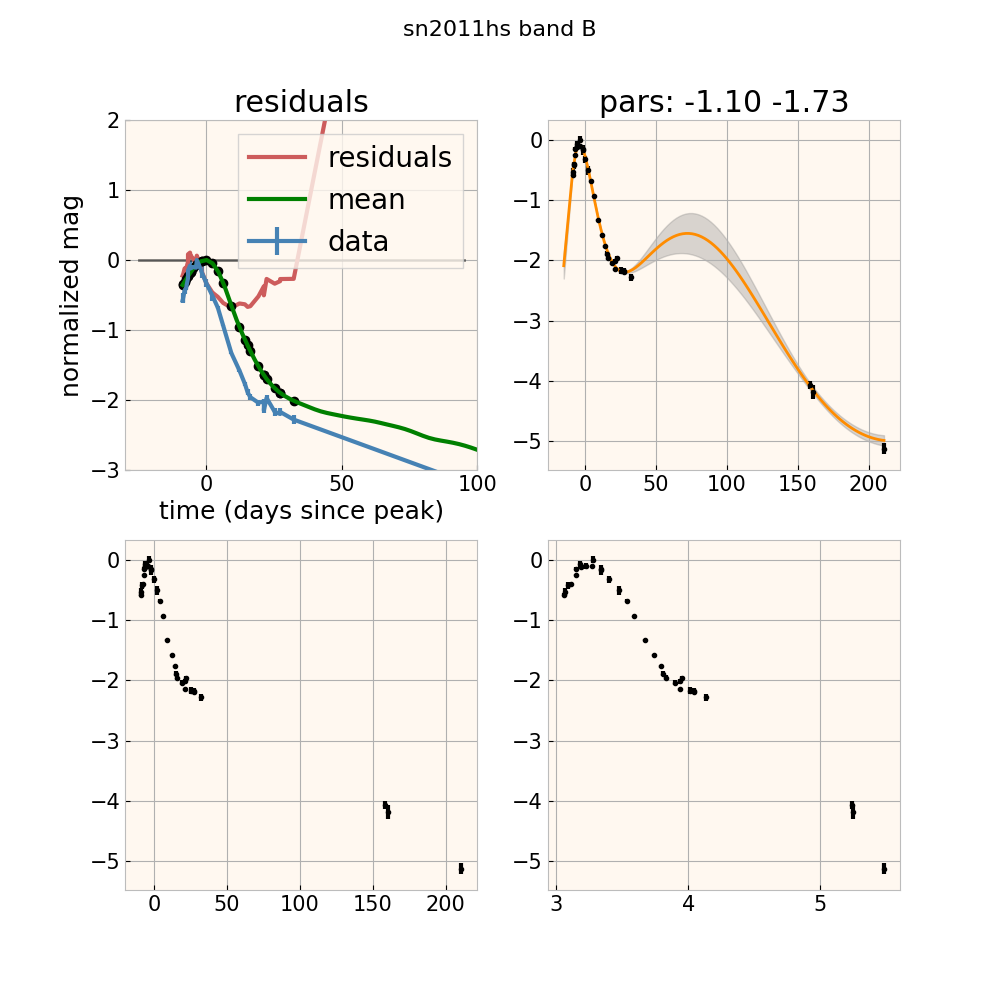 sn2011hs band B
residuals
pars: -1.10 -1.73
normalized mag
2
1
0
−1
−2
−3
residuals
mean
data
0 50 100
time (days since peak)
0
−1
−2
−3
−4
−5
0 50 100 150 200
0
−1
−2
−3
−4
−5
0 50 100 150 200
0
−1
−2
−3
−4
−5
3 4 5